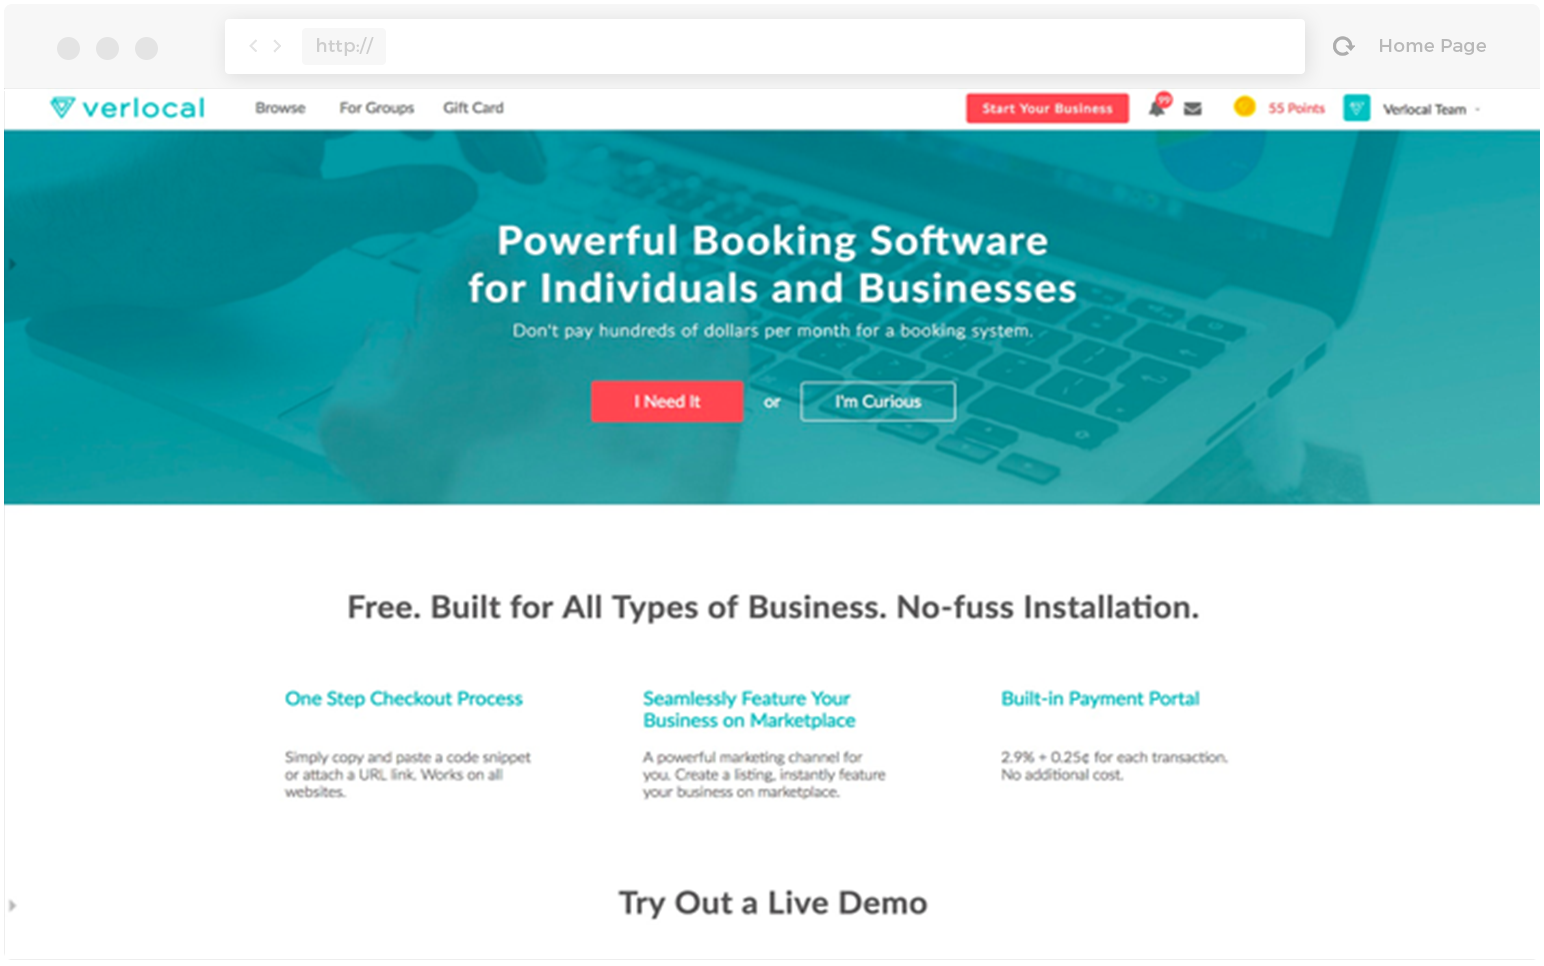 http://
Home Page
verlocal
Browse
For Groups
Gift Card
Start Your Business
99
55 Points
Verlocal Team
Powerful Booking Software
for Individuals and Businesses
Don't pay hundreds of dollars per month for a booking system.
I Need It
or
I'm Curious
Free. Built for All Types of Business. No-fuss Installation.
One Step Checkout Process
Simply copy and paste a code snippet
or attach a URL link. Works on all
websites.
Seamlessly Feature Your
Business on Marketplace
A powerful marketing channel for
you. Create a listing, instantly feature
your business on marketplace.
Built-in Payment Portal
2.9% + 0.25¢ for each transaction.
No additional cost.
Try Out a Live Demo